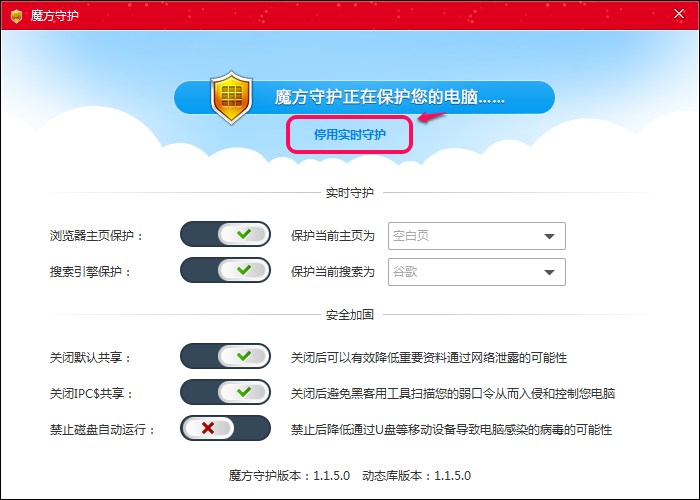 魔方守护
魔方守护正在保护您的电脑......
停用实时守护
实时守护
浏览器主页保护： 保护当前主页为 空白页
搜索引擎保护： 保护当前搜索为 谷歌
安全加固
关闭默认共享： 关闭后可以有效降低重要资料通过网络泄露的可能性
关闭IPC$共享： 关闭后避免黑客用工具扫描您的弱口令从而入侵和控制您电脑
禁止磁盘自动运行： 禁止后降低通过U盘等移动设备导致电脑感染的病毒的可能性
魔方守护版本：1.1.5.0 动态库版本：1.1.5.0